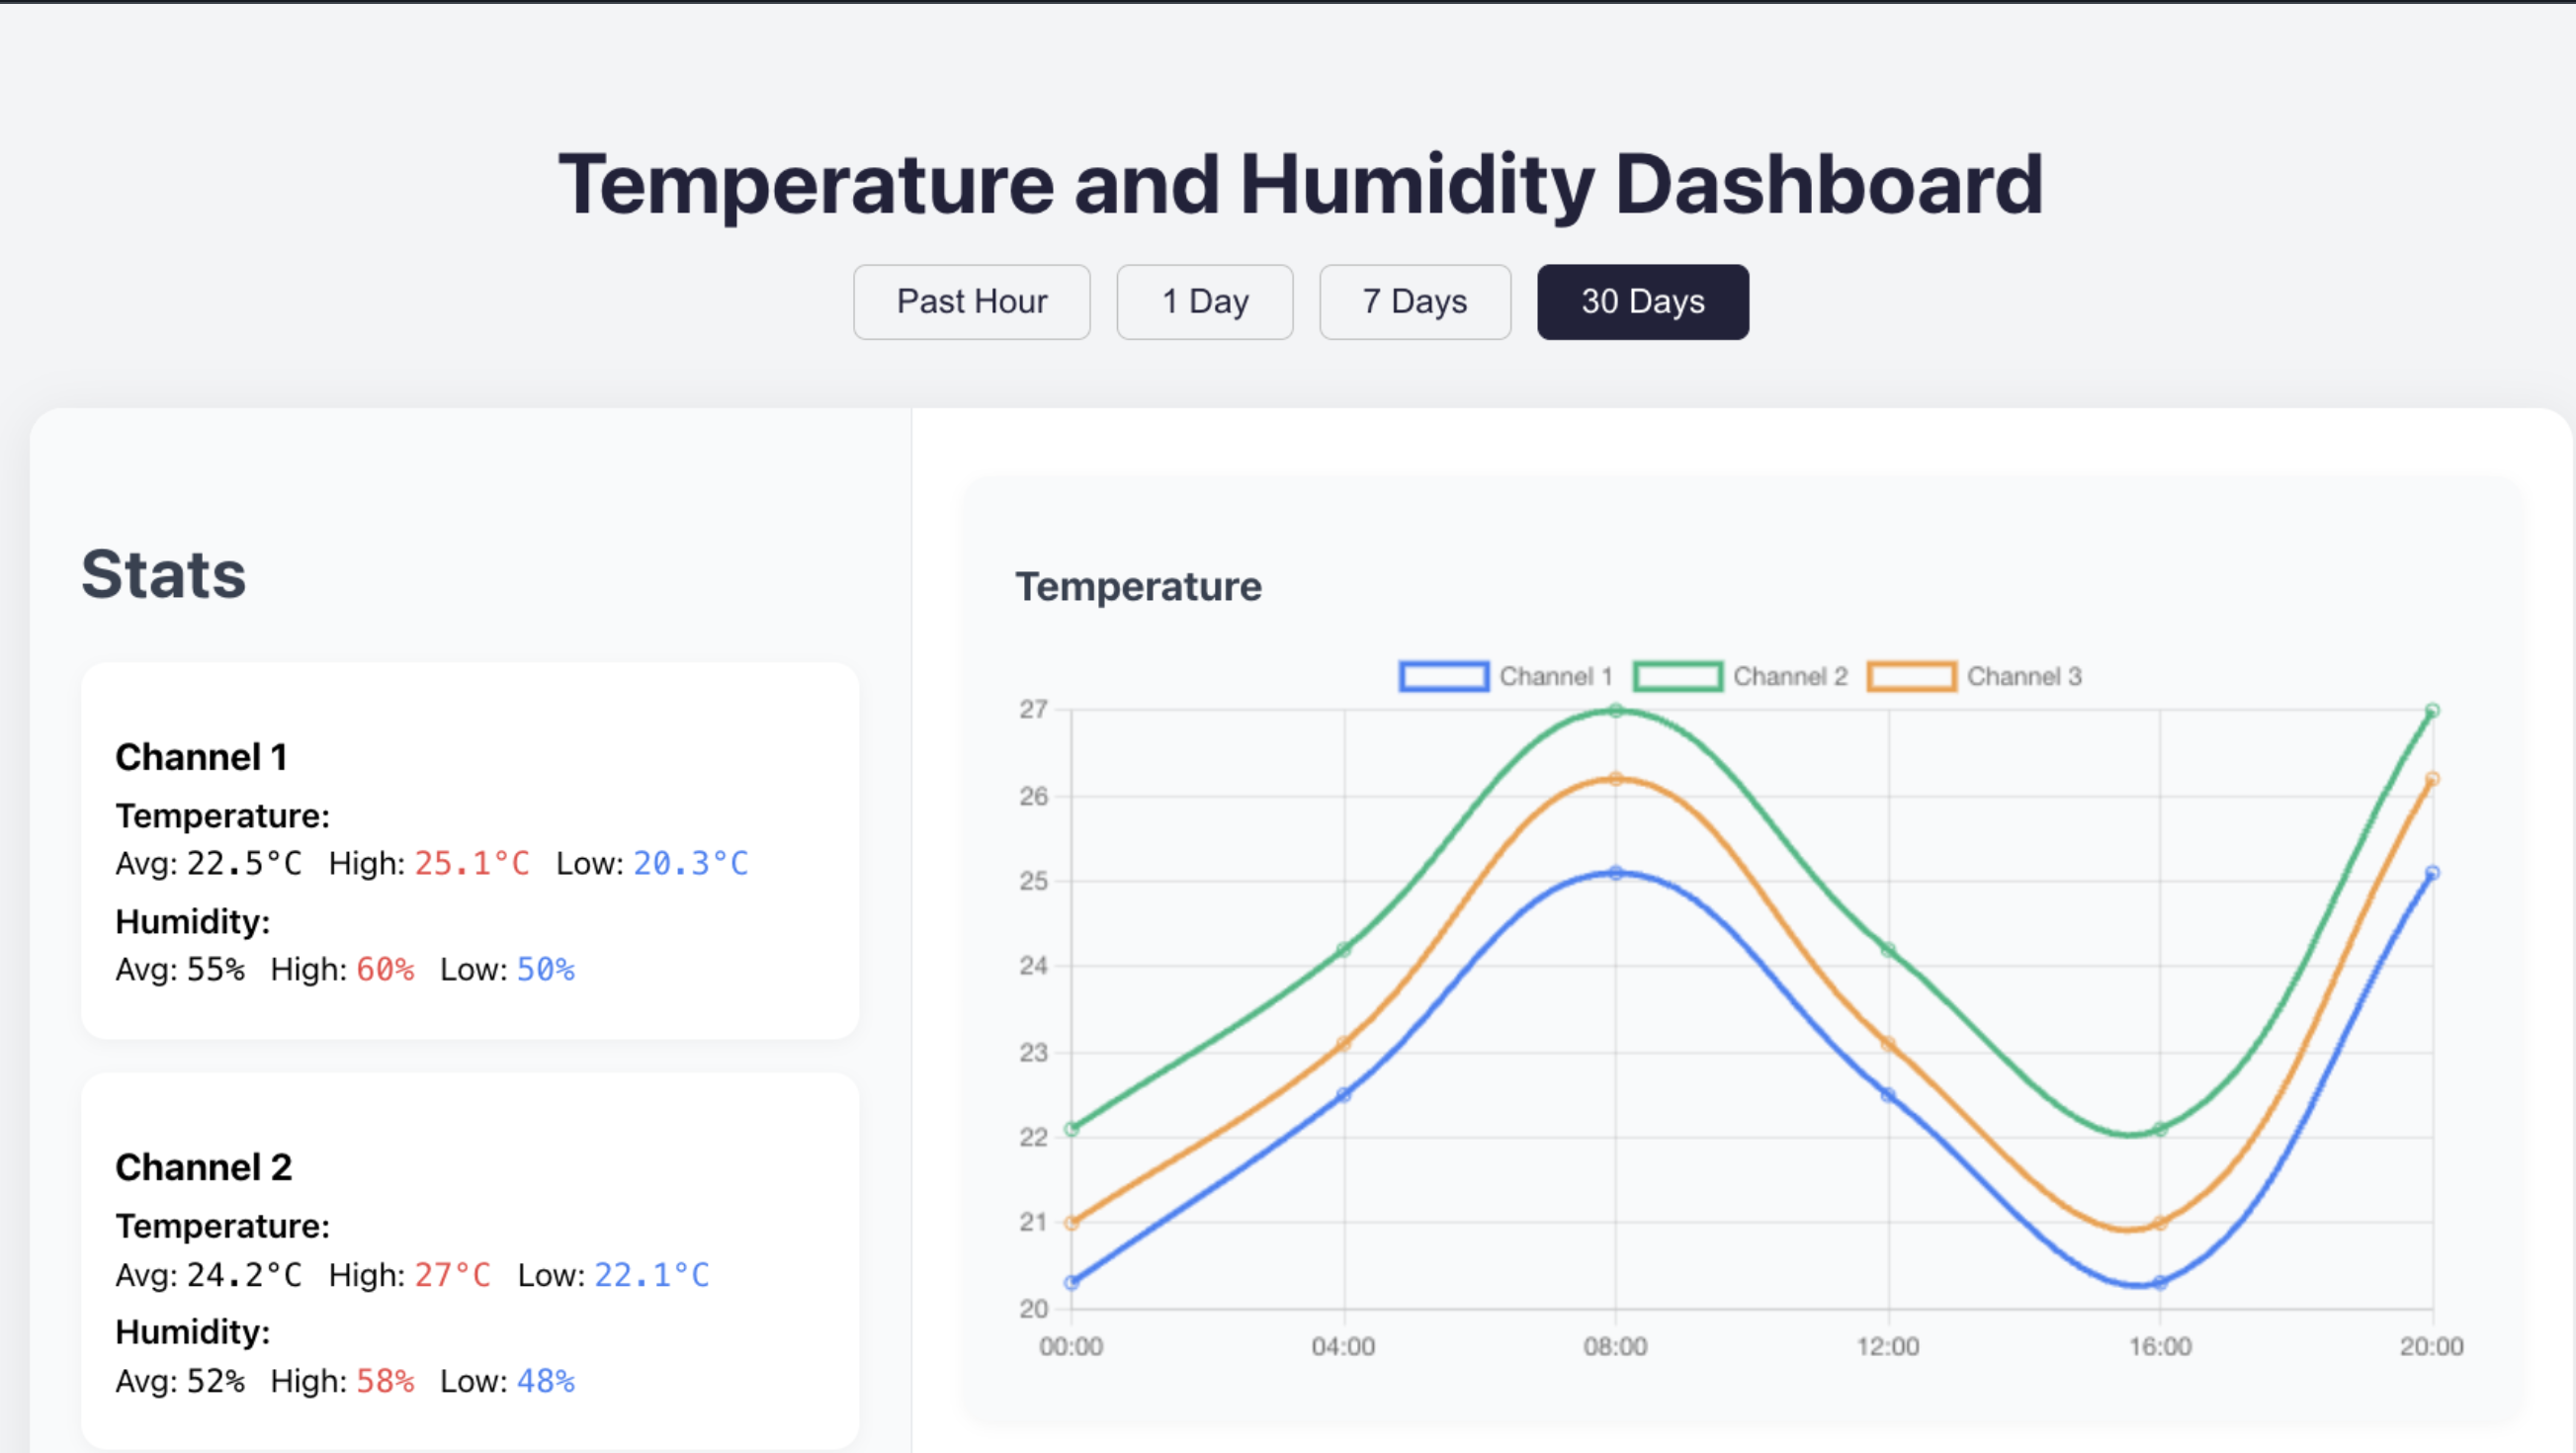 Temperature and Humidity Dashboard
Past Hour 1 Day 7 Days 30 Days
Stats
Channel 1
Temperature:
Avg: 22.5°C High: 25.1°C Low: 20.3°C
Humidity:
Avg: 55% High: 60% Low: 50%
Channel 2
Temperature:
Avg: 24.2°C High: 27°C Low: 22.1°C
Humidity:
Avg: 52% High: 58% Low: 48%
Temperature
Channel 1 Channel 2 Channel 3
27
26
25
24
23
22
21
20
00:00 04:00 08:00 12:00 16:00 20:00